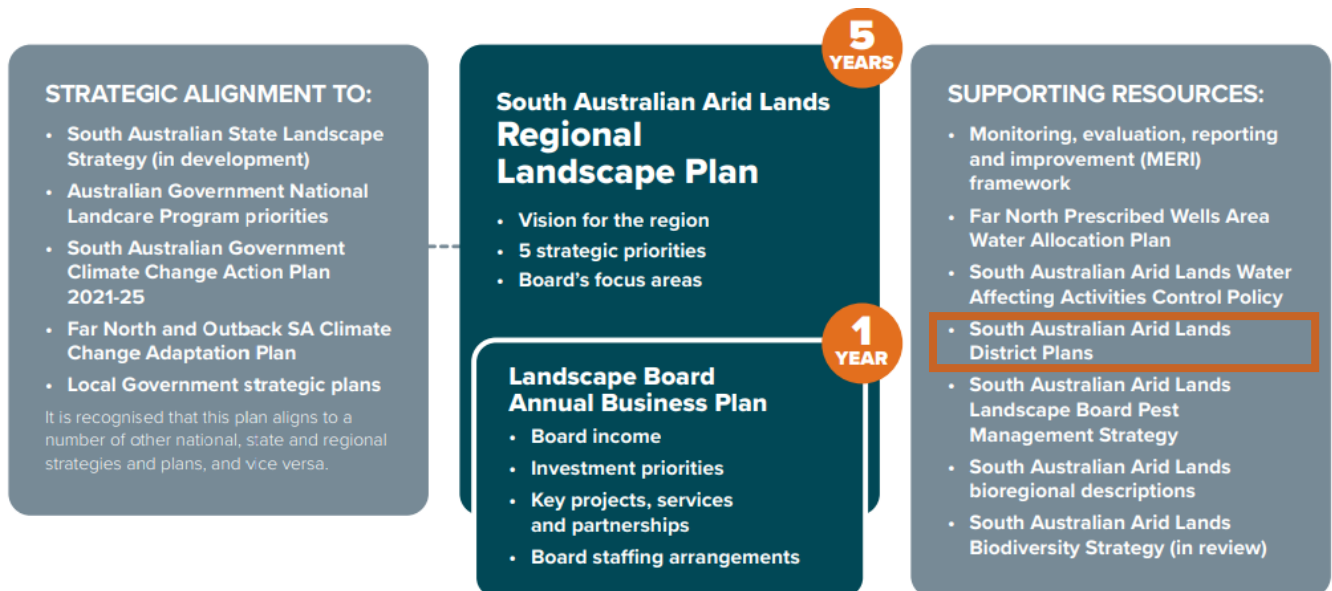 STRATEGIC ALIGNMENT TO:
• South Australian State Landscape
Strategy (in development)
• Australian Government National
Landcare Program priorities
• South Australian Government
Climate Change Action Plan
2021-25
• Far North and Outback SA Climate
Change Adaptation Plan
• Local Government strategic plans
It is recognised that this plan aligns to a
number of other national, state and regional
strategies and plans, and vice versa.
5
YEARS
South Australian Arid Lands
Regional
Landscape Plan
• Vision for the region
• 5 strategic priorities
• Board's focus areas
1
YEAR
Landscape Board
Annual Business Plan
• Board income
• Investment priorities
• Key projects, services
and partnerships
• Board staffing arrangements
SUPPORTING RESOURCES:
• Monitoring, evaluation, reporting
and improvement (MERI)
framework
• Far North Prescribed Wells Area
Water Allocation Plan
• South Australian Arid Lands Water
Affecting Activities Control Policy
• South Australian Arid Lands
District Plans
• South Australian Arid Lands
Landscape Board Pest
Management Strategy
• South Australian Arid Lands
bioregional descriptions
• South Australian Arid Lands
Biodiversity Strategy (in review)